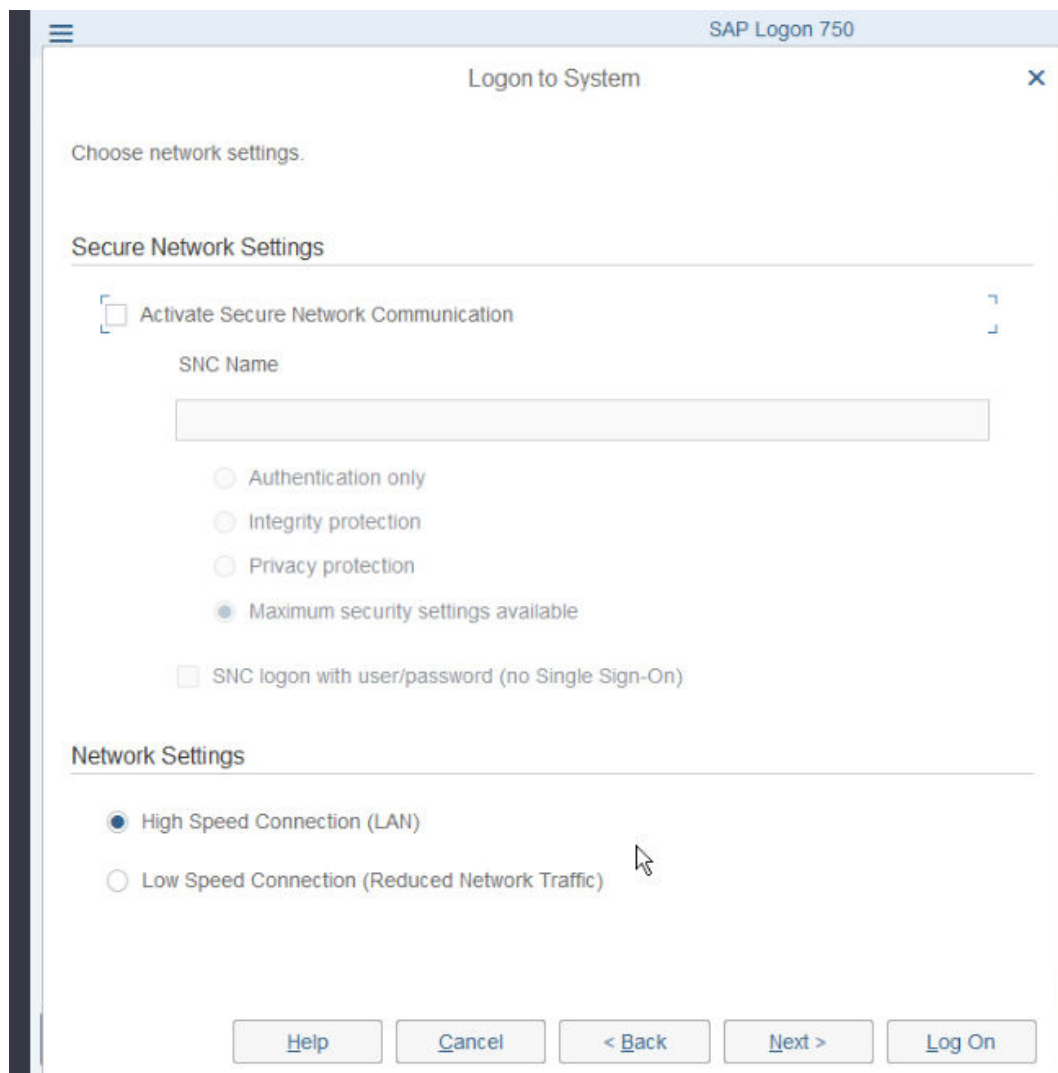 SAP Logon 750
Logon to System
Choose network settings.
Secure Network Settings
Activate Secure Network Communication
SNC Name
Authentication only
Integrity protection
Privacy protection
Maximum security settings available
SNC logon with user/password (no Single Sign-On)
Network Settings
High Speed Connection (LAN)
Low Speed Connection (Reduced Network Traffic)
Help Cancel < Back Next > Log On